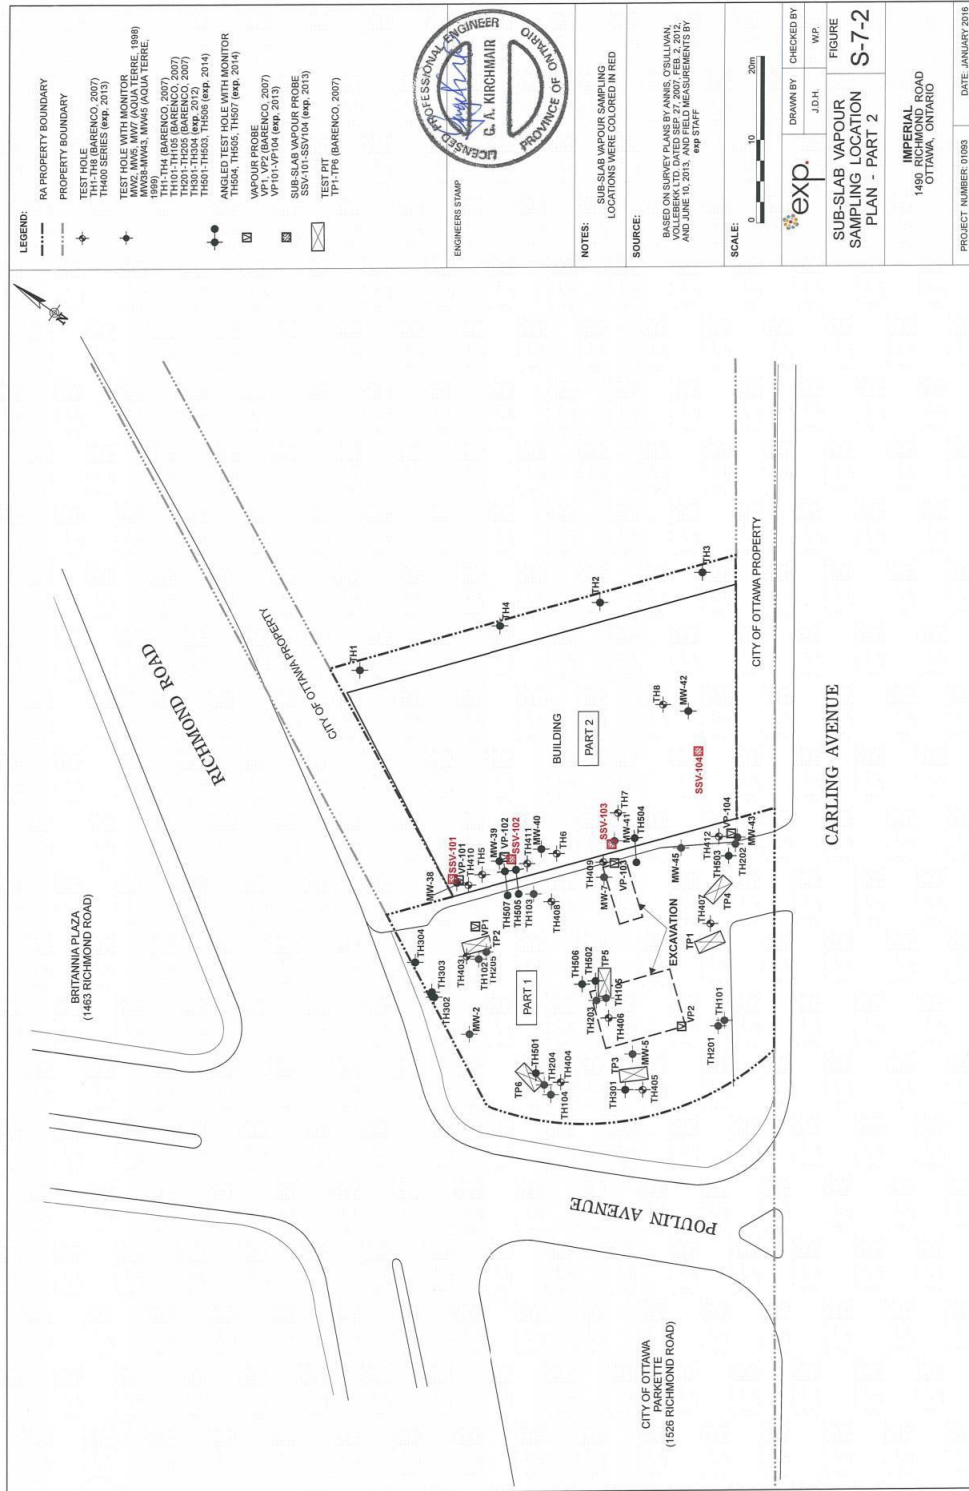 LEGEND:
RA PROPERTY BOUNDARY
PROPERTY BOUNDARY
TEST HOLE
TH1-TH8 (BARENCO, 2007)
TH400 SERIES (exp, 2013)
TEST HOLE WITH MONITOR
MW2, MW5, MW7 (AQUA TERRE, 1998)
MW38-MW43, MW45 (AQUA TERRE,
1999)
TH1-TH4 (BARENCO, 2007)
TH101-TH105 (BARENCO, 2007)
TH201-TH205 (BARENCO, 2007)
TH301-TH304 (exp, 2012)
TH501-TH503, TH506 (exp, 2014)
ANGLED TEST HOLE WITH MONITOR
TH504, TH505, TH507 (exp, 2014)
VAPOUR PROBE
VP1, VP2 (BARENCO, 2007)
VP101-VP104 (exp, 2013)
SUB-SLAB VAPOUR PROBE
SSV-101-SSV104 (exp, 2013)
TEST PIT
TP1-TP6 (BARENCO, 2007)
ENGINEERS STAMP
LICENSED PROFESSIONAL ENGINEER
G. A. KIRCHMAIR
PROVINCE OF ONTARIO
NOTES:
SUB-SLAB VAPOUR SAMPLING
LOCATIONS WERE COLORED IN RED
SOURCE:
BASED ON SURVEY PLANS BY ANNIS, O'SULLIVAN,
VOLLEBEKK LTD. DATED SEP 27, 2007, FEB. 2, 2012,
AND JUNE 10, 2013, AND FIELD MEASUREMENTS BY
exp STAFF
SCALE:
0 10 20m
exp.
DRAWN BY
CHECKED BY
J.D.H.
W.P.
SUB-SLAB VAPOUR
SAMPLING LOCATION
PLAN - PART 2
FIGURE
S-7-2
IMPERIAL
1490 RICHMOND ROAD
OTTAWA, ONTARIO
PROJECT NUMBER: 01093
DATE: JANUARY 2016
N
BRITANNIA PLAZA
(1463 RICHMOND ROAD)
RICHMOND ROAD
CITY OF OTTAWA PROPERTY
TH1
TH4
TH2
TH3
BUILDING
PART 2
TH8
MW-42
SSV-104
CITY OF OTTAWA PROPERTY
CARLING AVENUE
MW-38
SSV-101
VP-101
TH410
TH5
MW-39
VP-102
SSV-102
TH411
MW-40
TH6
TH507
TH505
TH103
TH408
SSV-103
TH7
MW-41
TH504
TH409
MW-7
VP-103
MW-45
TH412
VP-104
TH503
MW-43
TH202
TH407
TP4
TP1
EXCAVATION
TH304
TH303
TH302
MW-2
VP1
TP2
TH403
TH102
TH205
PART 1
TH506
TH502
TP5
TH203
TH105
TH406
VP2
TH101
TH201
TP6
TH501
TH204
TH404
TH104
TP3
MW-5
TH301
TH405
POULIN AVENUE
CITY OF OTTAWA
PARKETTE
(1526 RICHMOND ROAD)